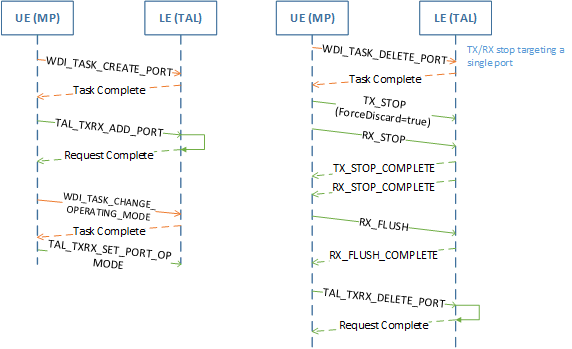 UE (MP)
LE (TAL)
WDI_TASK_CREATE_PORT
Task Complete
TAL_TXRX_ADD_PORT
Request Complete
WDI_TASK_CHANGE_
OPERATING_MODE
Task Complete
TAL_TXRX_SET_PORT_OP
MODE
UE (MP)
LE (TAL)
WDI_TASK_DELETE_PORT
TX/RX stop targeting a
single port
Task Complete
TX_STOP
(ForceDiscard=true)
RX_STOP
TX_STOP_COMPLETE
RX_STOP_COMPLETE
RX_FLUSH
RX_FLUSH_COMPLETE
TAL_TXRX_DELETE_PORT
Request Complete